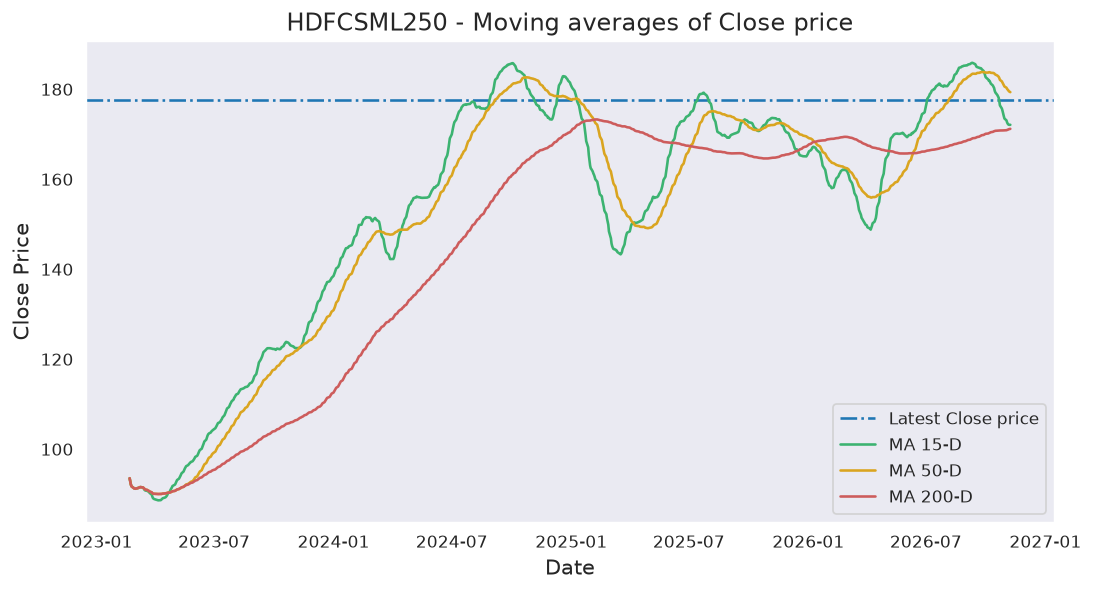 HDFCSML250 - Moving averages of Close price
Close Price
180
160
140
120
100
Latest Close price
MA 15-D
MA 50-D
MA 200-D
2023-01 2023-07 2024-01 2024-07 2025-01 2025-07 2026-01 2026-07 2027-01
Date